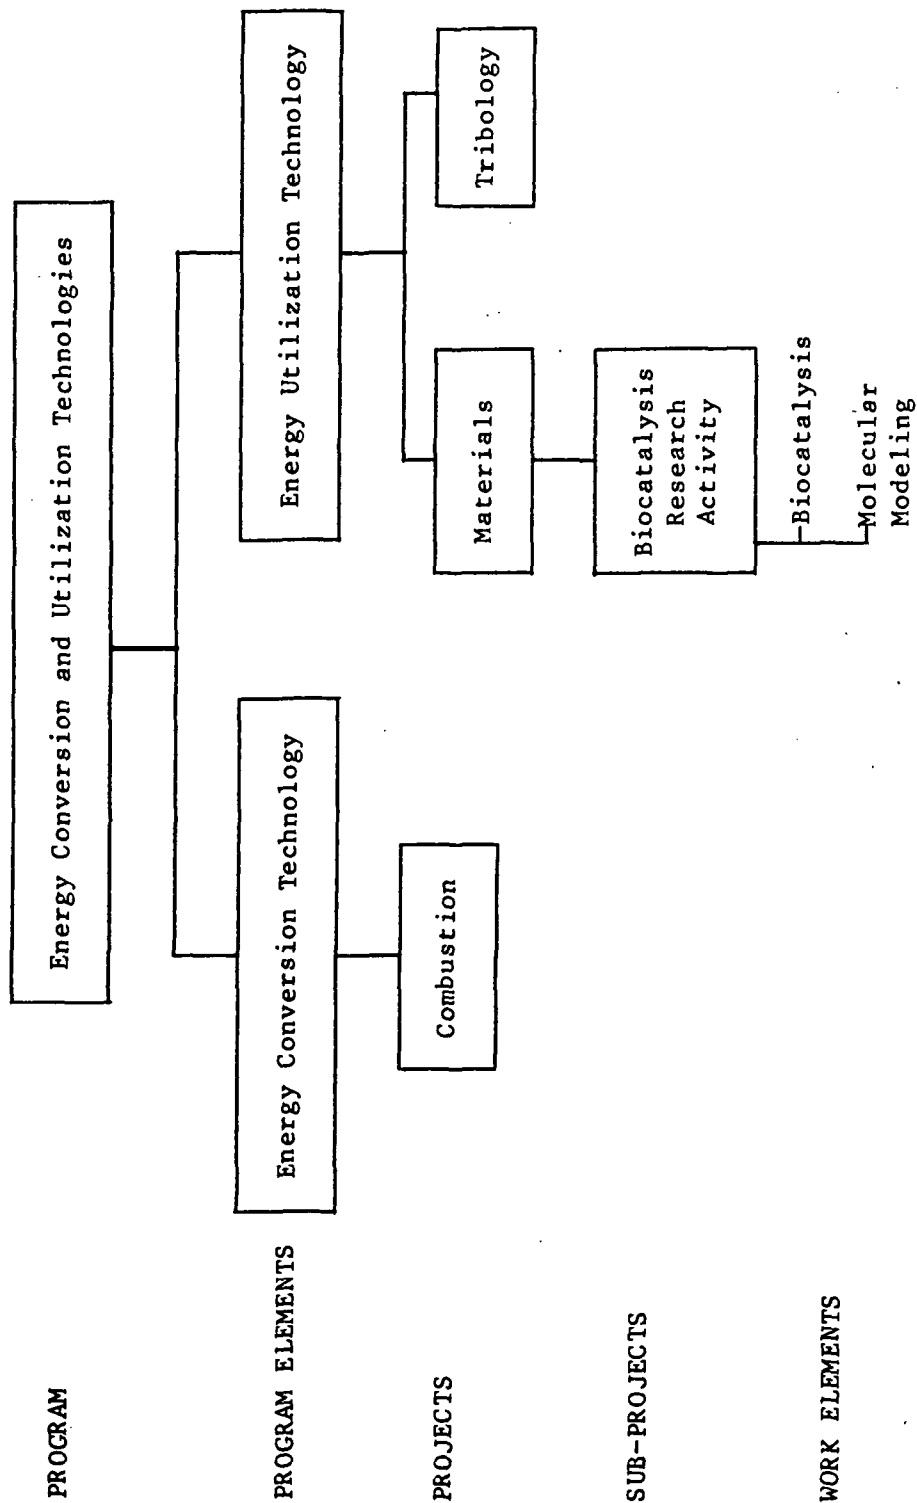 PROGRAM
Energy Conversion and Utilization Technologies
PROGRAM ELEMENTS
Energy Conversion Technology
Energy Utilization Technology
PROJECTS
Combustion
Materials
Tribology
SUB-PROJECTS
Biocatalysis
Research
Activity
WORK ELEMENTS
Biocatalysis
Molecular
Modeling